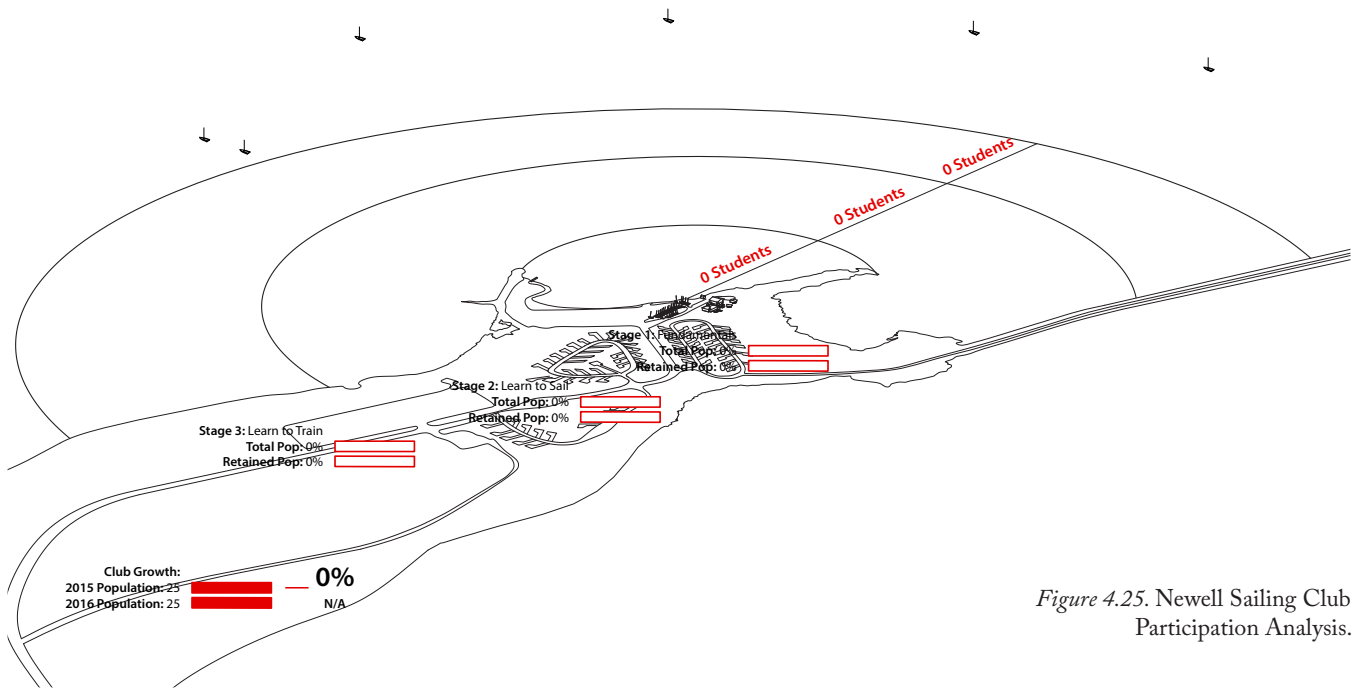 0 Students
0 Students
0 Students
Stage 1: Fundamentals
Total Pop: 0%
Retained Pop: 0%
Stage 2: Learn to Sail
Total Pop: 0%
Retained Pop: 0%
Stage 3: Learn to Train
Total Pop: 0%
Retained Pop: 0%
Club Growth:
2015 Population: 25
2016 Population: 25
0%
N/A
Figure 4.25. Newell Sailing Club
Participation Analysis.